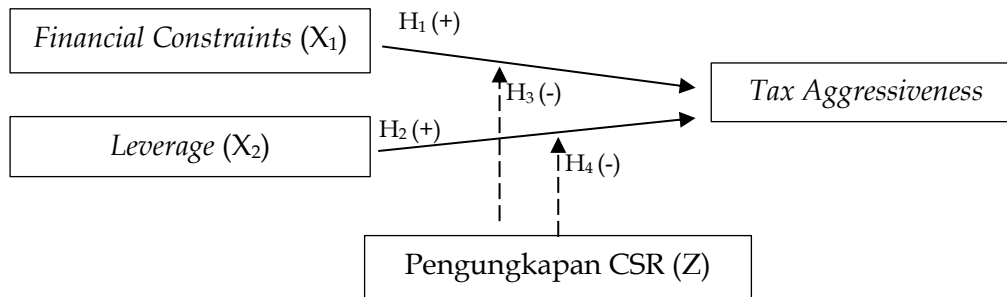 H₁ (+)
Financial Constraints (X₁)
Tax Aggressiveness
H₃ (-)
H₂ (+)
Leverage (X₂)
H₄ (-)
Pengungkapan CSR (Z)